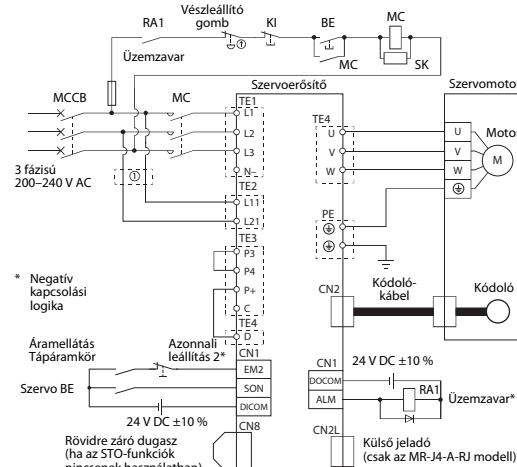 Vészleállító
gomb
RA1
KI
BE
MC
①
Üzemzavar
MC
SK
MCCB
MC
Szervoerősítő
Szervomoto
TE1
L1
L2
L3
N–
TE4
U
V
W
U
V
W
Motor
M
①
3 fázisú
200–240 V AC
TE2
L11
L21
PE
TE3
P3
P4
P+
C
TE4
D
* Negatív
kapcsolási
logika
CN2
Kódoló-
kábel
Kódoló
Áramellátás
Tápáramkör
Azonnali
leállítás 2*
CN1
EM2
SON
DICOM
Szervo BE
24 V DC ±10 %
CN1
DOCOM
ALM
24 V DC ±10 %
RA1
Üzemzavar*
CN8
Rövidre záró dugasz
(ha az STO-funkciók
nincsenek használatban)
CN2L
Külső jeladó
(csak az MR-J4-A-RJ modell)